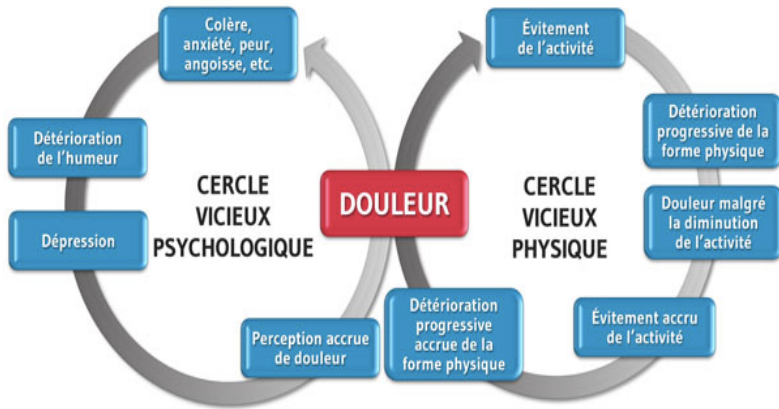 Colère,
anxiété, peur,
angoisse, etc.
Détérioration
de l'humeur
Dépression
Perception accrue
de douleur
CERCLE
VICIEUX
PSYCHOLOGIQUE
DOULEUR
CERCLE
VICIEUX
PHYSIQUE
Évitement
de l'activité
Détérioration
progressive de la
forme physique
Douleur malgré
la diminution
de l'activité
Évitement accru
de l'activité
Détérioration
progressive
accrue de la
forme physique